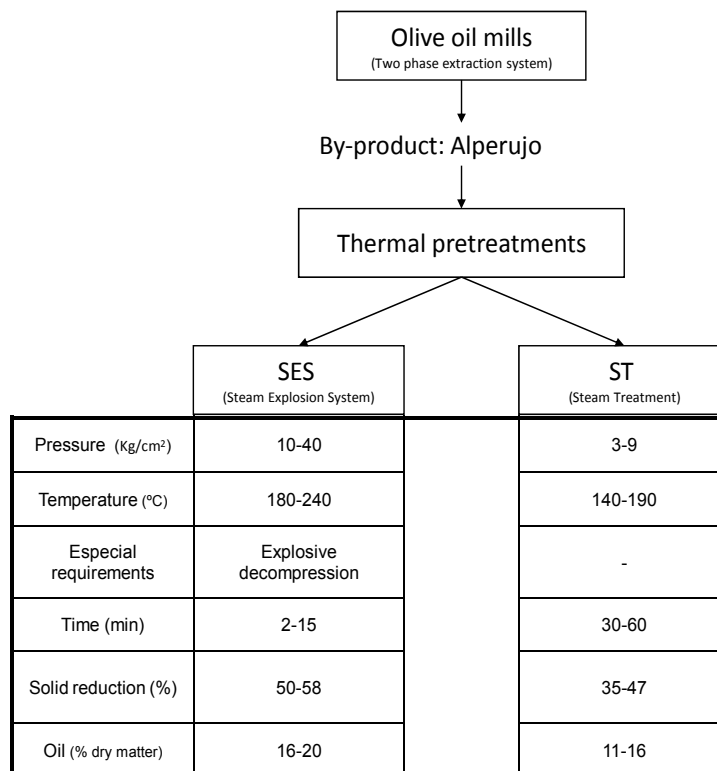 Olive oil mills
(Two phase extraction system)
By-product: Alperujo
Thermal pretreatments
SES
(Steam Explosion System)
ST
(Steam Treatment)
Pressure (Kg/cm²) 10-40 3-9
Temperature (ºC) 180-240 140-190
Especial
requirements
Explosive
decompression
-
Time (min) 2-15 30-60
Solid reduction (%) 50-58 35-47
Oil (% dry matter) 16-20 11-16